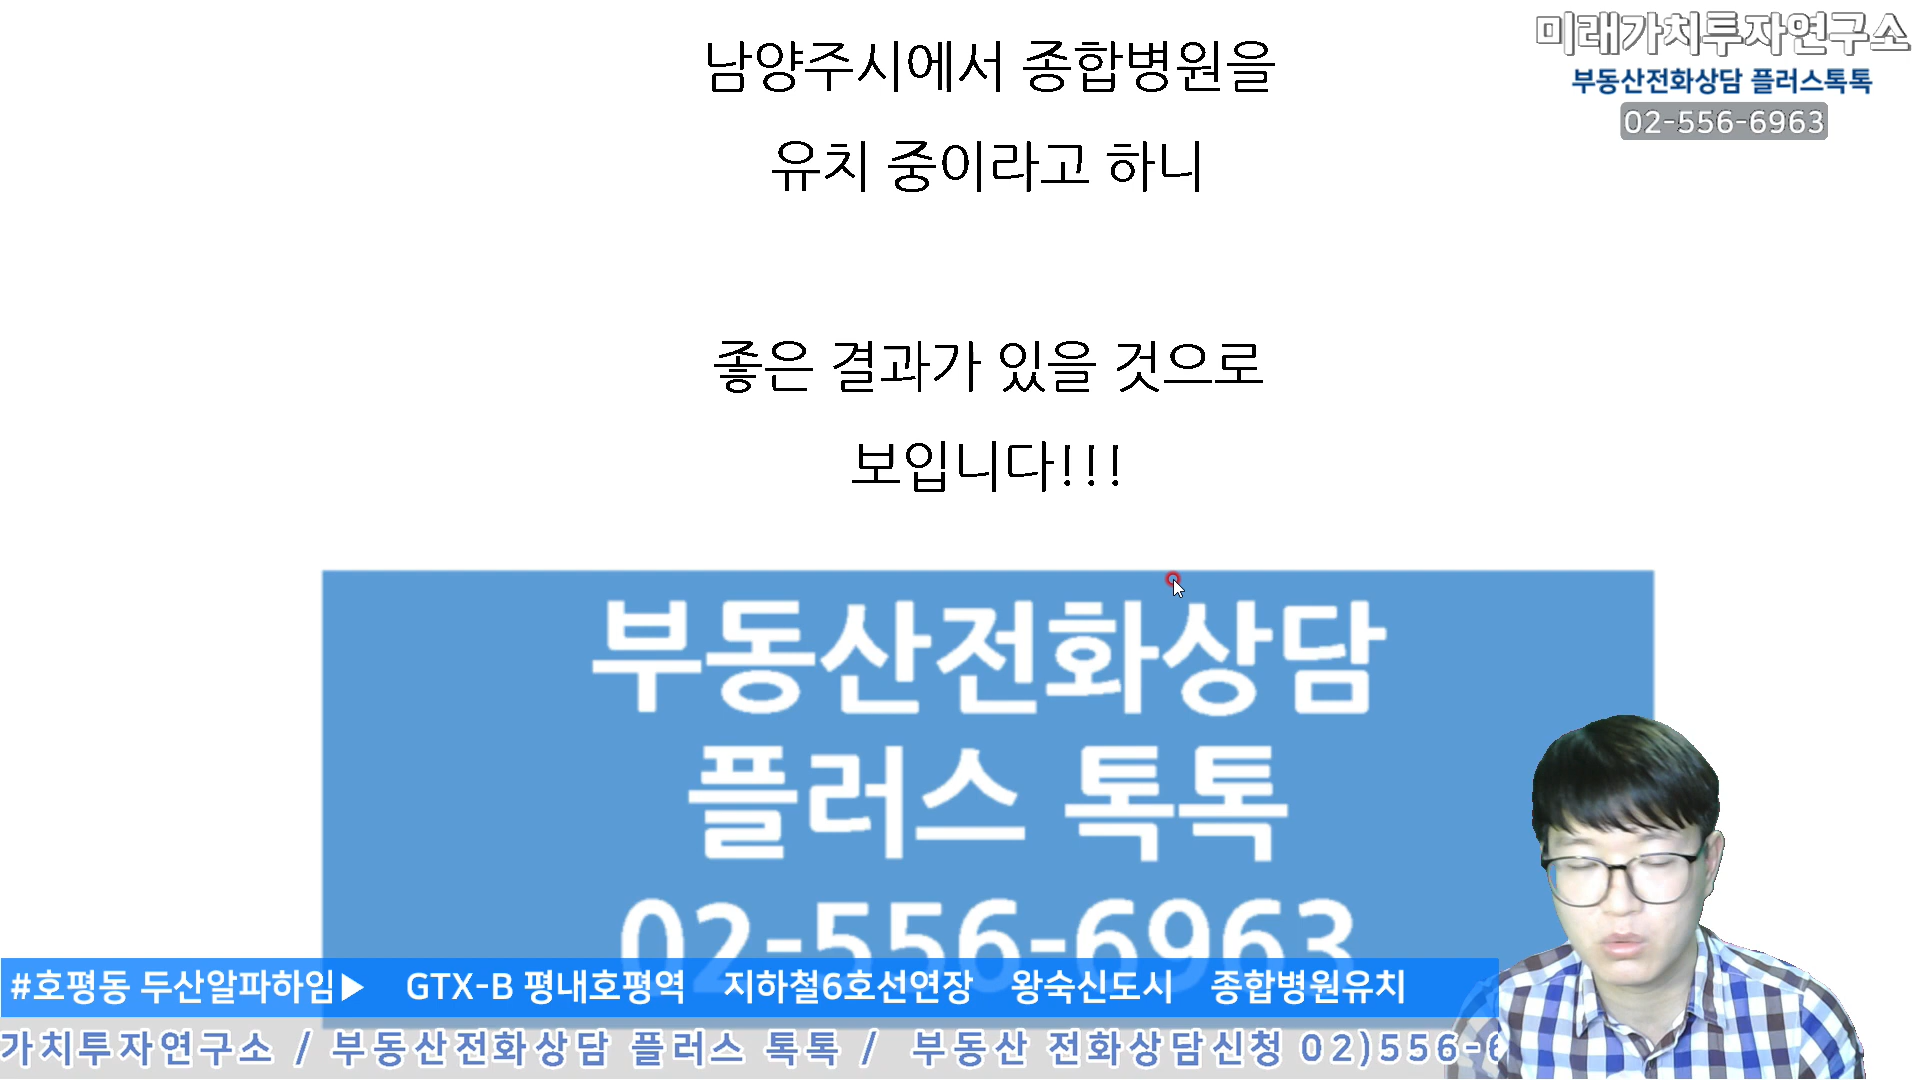 미래가치투자연구소
부동산전화상담 플러스톡톡
02-556-6963
남양주시에서 종합병원을
유치 중이라고 하니
좋은 결과가 있을 것으로
보입니다!!!
부동산전화상담
플러스 톡톡
02-556-6963
#호평동 두산알파하임▶ GTX-B 평내호평역 지하철6호선연장 왕숙신도시 종합병원유치
가치투자연구소 / 부동산전화상담 플러스 톡톡 / 부동산 전화상담신청 02)556-6